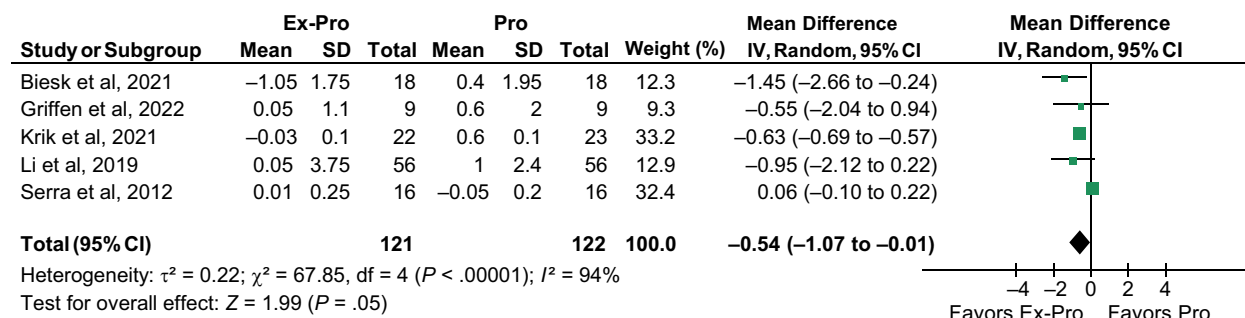 Ex-Pro Pro Mean Difference Mean Difference
Study or Subgroup Mean SD Total Mean SD Total Weight (%) IV, Random, 95% CI IV, Random, 95% CI
Biesk et al, 2021 −1.05 1.75 18 0.4 1.95 18 12.3 −1.45 (−2.66 to −0.24)
Griffen et al, 2022 0.05 1.1 9 0.6 2 9 9.3 −0.55 (−2.04 to 0.94)
Krik et al, 2021 −0.03 0.1 22 0.6 0.1 23 33.2 −0.63 (−0.69 to −0.57)
Li et al, 2019 0.05 3.75 56 1 2.4 56 12.9 −0.95 (−2.12 to 0.22)
Serra et al, 2012 0.01 0.25 16 −0.05 0.2 16 32.4 0.06 (−0.10 to 0.22)
Total (95% CI) 121 122 100.0 −0.54 (−1.07 to −0.01)
Heterogeneity: τ² = 0.22; χ² = 67.85, df = 4 (P < .00001); I² = 94%
Test for overall effect: Z = 1.99 (P = .05)
−4 −2 0 2 4
Favors Ex-Pro Favors Pro